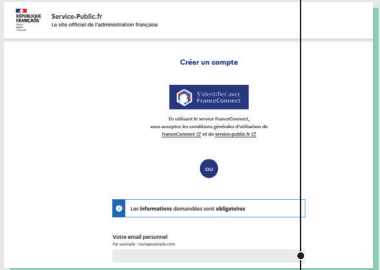 RÉPUBLIQUE
FRANÇAISE
Service-Public.fr
Le site officiel de l'administration française
Créer un compte
S'identifier avec
FranceConnect
En utilisant le service FranceConnect,
vous acceptez les conditions générales d'utilisation de
FranceConnect et de service-public.fr
OU
Les informations demandées sont obligatoires
Votre email personnel
Par exemple : nom@example.com